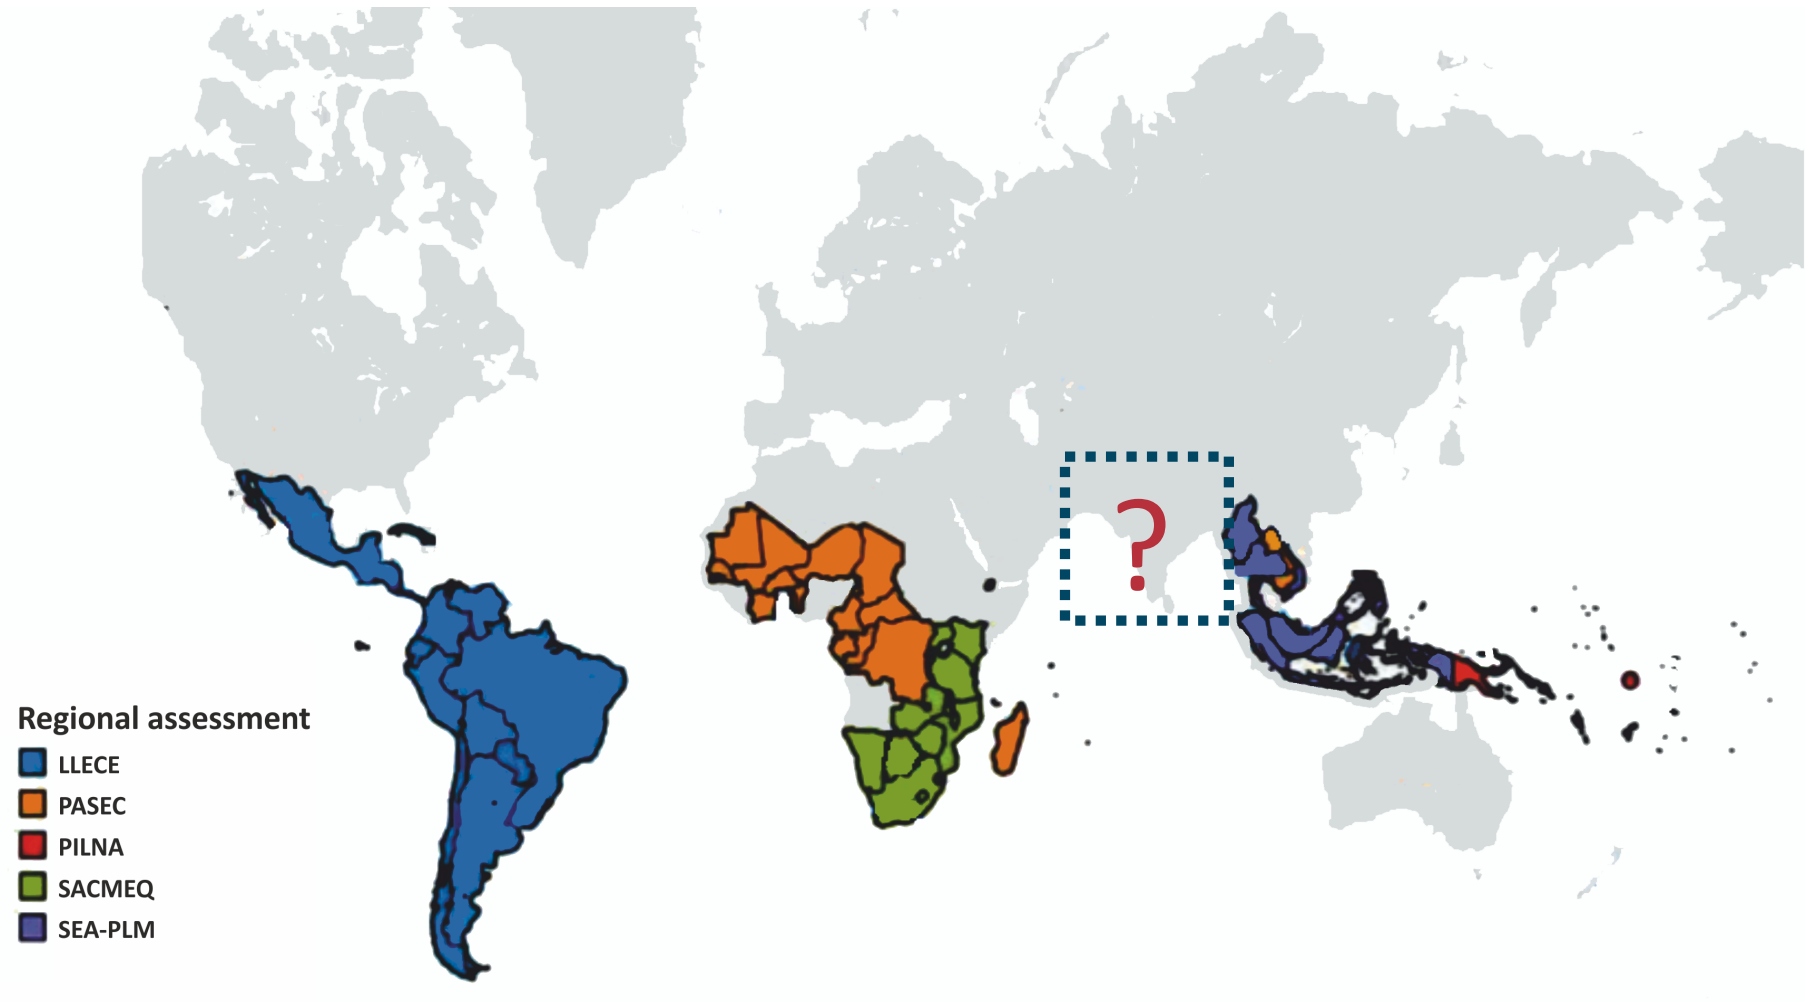 ?
Regional assessment
LLECE
PASEC
PILNA
SACMEQ
SEA-PLM